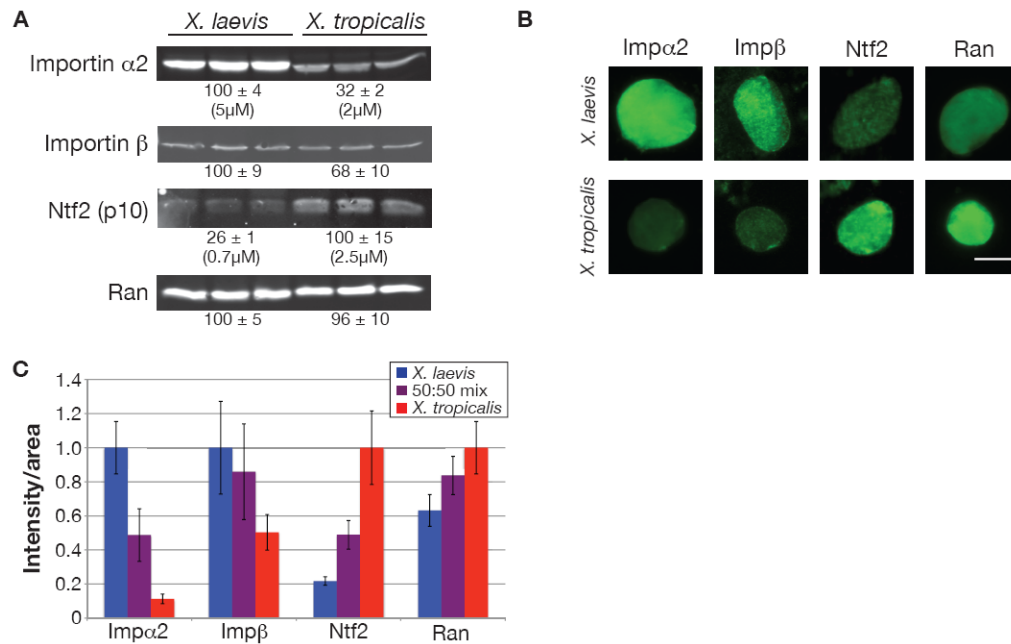 A
X. laevis X. tropicalis
Importin α2
100 ± 4 32 ± 2
(5μM) (2μM)
Importin β
100 ± 9 68 ± 10
Ntf2 (p10)
26 ± 1 100 ± 15
(0.7μM) (2.5μM)
Ran
100 ± 5 96 ± 10
B
Impα2 Impβ Ntf2 Ran
X. laevis
X. tropicalis
C
X. laevis
50:50 mix
X. tropicalis
Intensity/area
1.4
1.2
1.0
0.8
0.6
0.4
0.2
0
Impα2 Impβ Ntf2 Ran